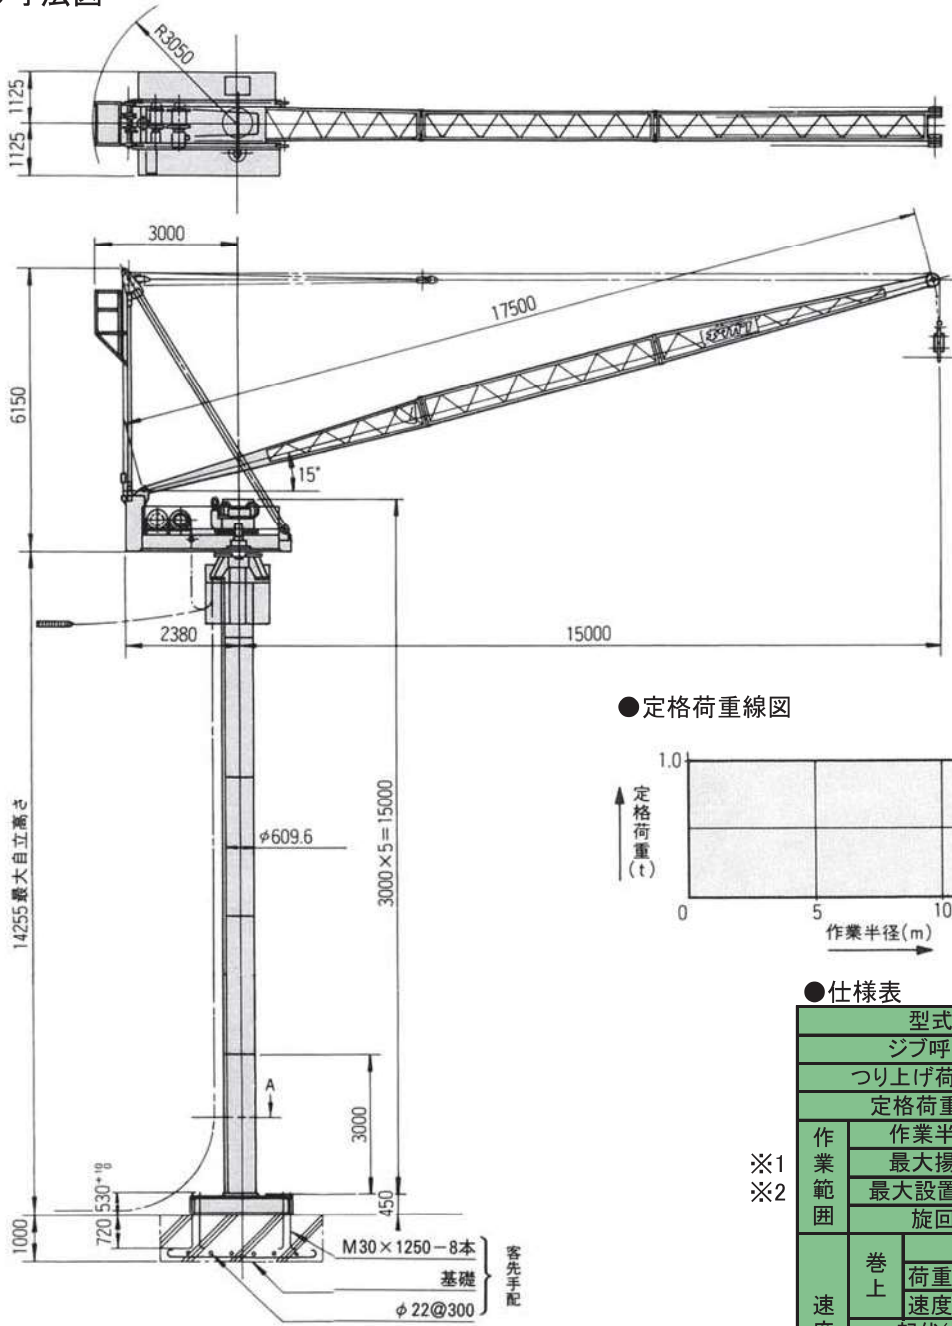 寸法図
R3050
1125
1125
3000
17500
6150
15°
2380
15000
14255最大自立高さ
φ609.6
3000×5=15000
A
3000
530
450
720
1000
M30×1250-8本
基礎
φ22@300
客先手配
●定格荷重線図
1.0
定格荷重(t)
0
5
10
作業半径(m)
●仕様表
型式
ジブ呼
つり上げ荷
定格荷重
作業範囲
作業半
※1
最大揚
※2
最大設置
旋回
速度
巻上
荷重
速度